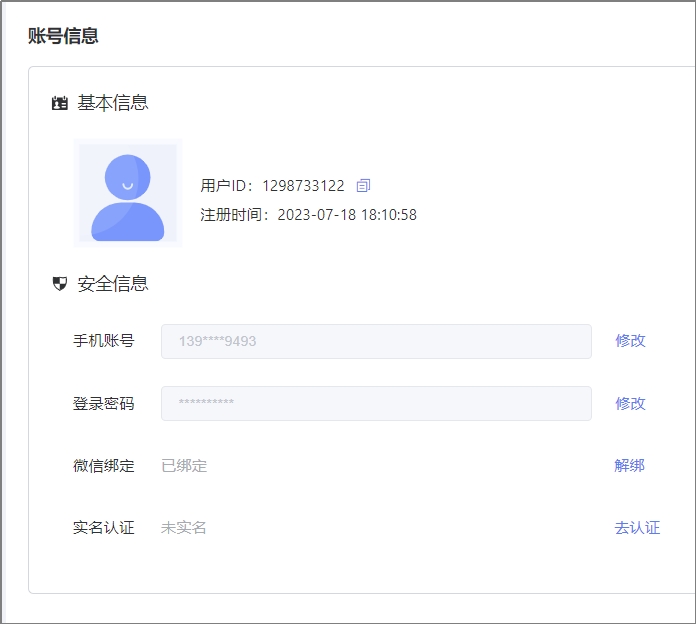 账号信息
基本信息
用户ID：1298733122
注册时间：2023-07-18 18:10:58
安全信息
手机账号 139****9493 修改
登录密码 ********** 修改
微信绑定 已绑定 解绑
实名认证 未实名 去认证